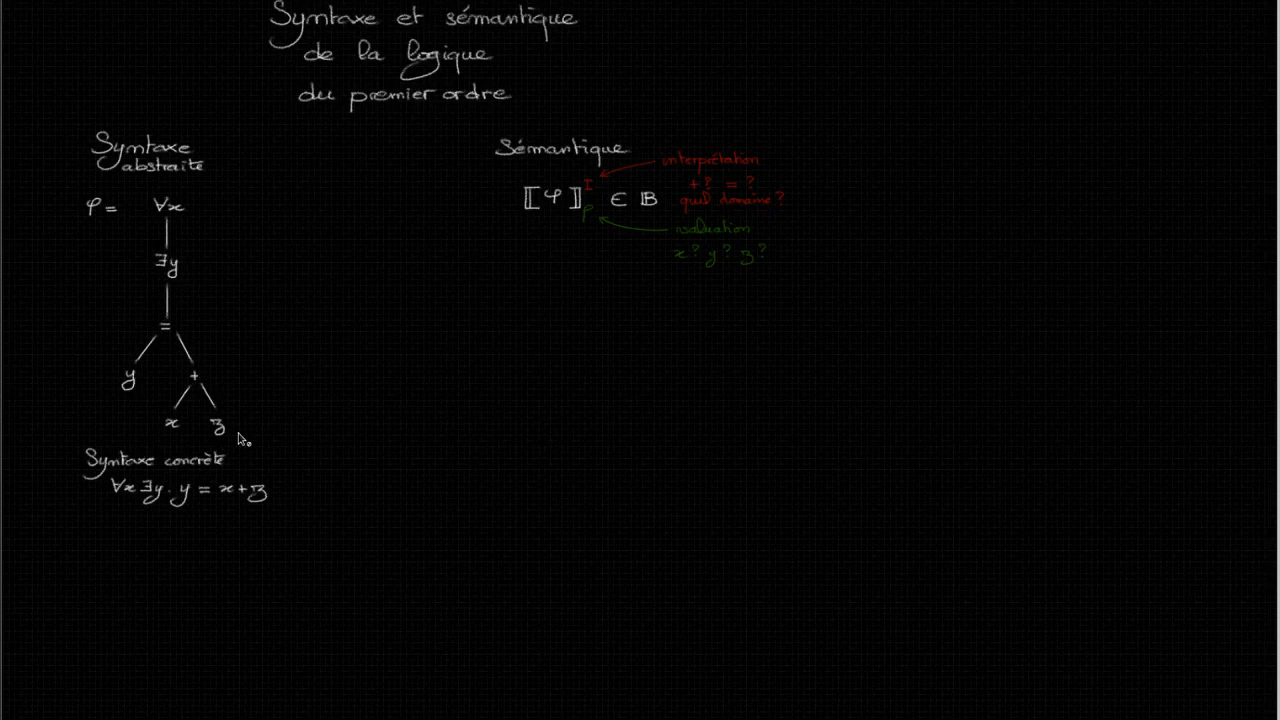 Syntaxe et sémantique
de la logique
du premier ordre
Syntaxe
abstraite
φ = ∀x
∃y
=
y +
x z
Syntaxe concrète
∀x ∃y . y = x + z
Sémantique
interprétation
⟦φ⟧ I ρ ∈ 𝔹
+ ? = ?
quel domaine ?
valuation
x ? y ? z ?